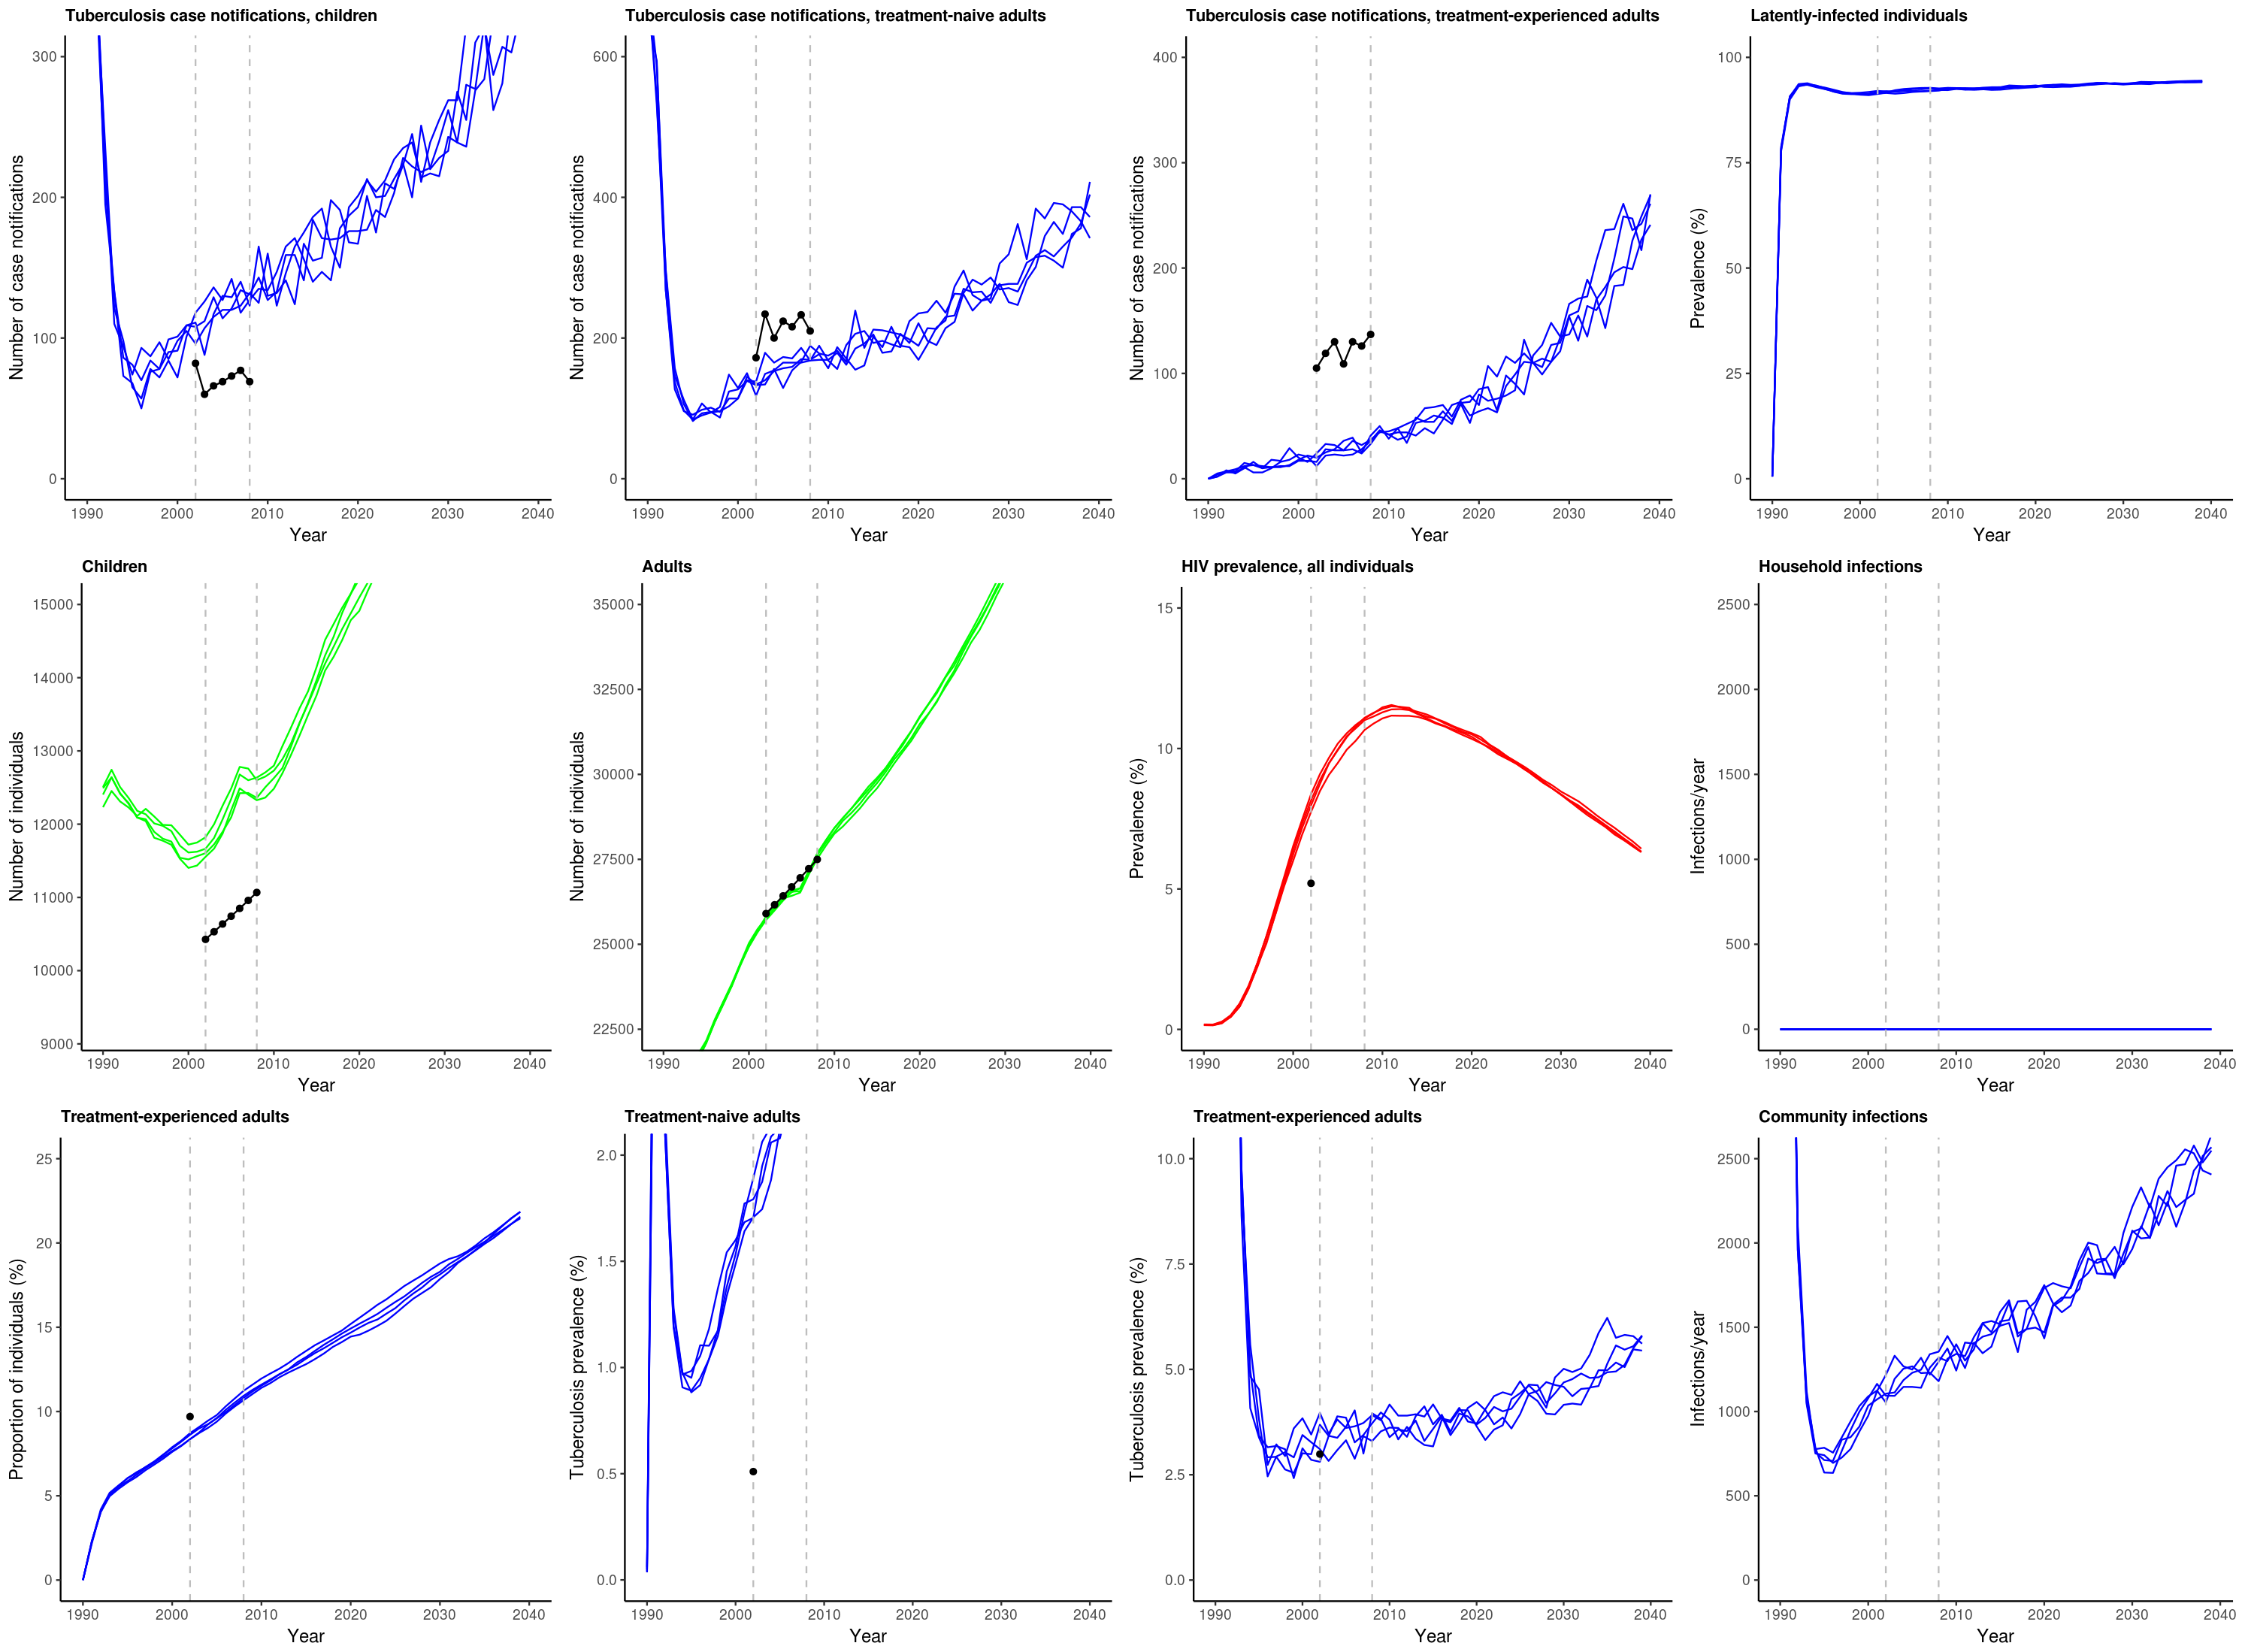 Tuberculosis case notifications, children
Number of case notifications
300
200
100
0
1990 2000 2010 2020 2030 2040
Year
Tuberculosis case notifications, treatment-naive adults
Number of case notifications
600
400
200
0
1990 2000 2010 2020 2030 2040
Year
Tuberculosis case notifications, treatment-experienced adults
Number of case notifications
400
300
200
100
0
1990 2000 2010 2020 2030 2040
Year
Latently-infected individuals
Prevalence (%)
100
75
50
25
0
1990 2000 2010 2020 2030 2040
Year
Children
Number of individuals
15000
14000
13000
12000
11000
10000
9000
1990 2000 2010 2020 2030 2040
Year
Adults
Number of individuals
35000
32500
30000
27500
25000
22500
1990 2000 2010 2020 2030 2040
Year
HIV prevalence, all individuals
Prevalence (%)
15
10
5
0
1990 2000 2010 2020 2030 2040
Year
Household infections
Infections/year
2500
2000
1500
1000
500
0
1990 2000 2010 2020 2030 2040
Year
Treatment-experienced adults
Proportion of individuals (%)
25
20
15
10
5
0
1990 2000 2010 2020 2030 2040
Year
Treatment-naive adults
Tuberculosis prevalence (%)
2.0
1.5
1.0
0.5
0.0
1990 2000 2010 2020 2030 2040
Year
Treatment-experienced adults
Tuberculosis prevalence (%)
10.0
7.5
5.0
2.5
0.0
1990 2000 2010 2020 2030 2040
Year
Community infections
Infections/year
2500
2000
1500
1000
500
0
1990 2000 2010 2020 2030 2040
Year